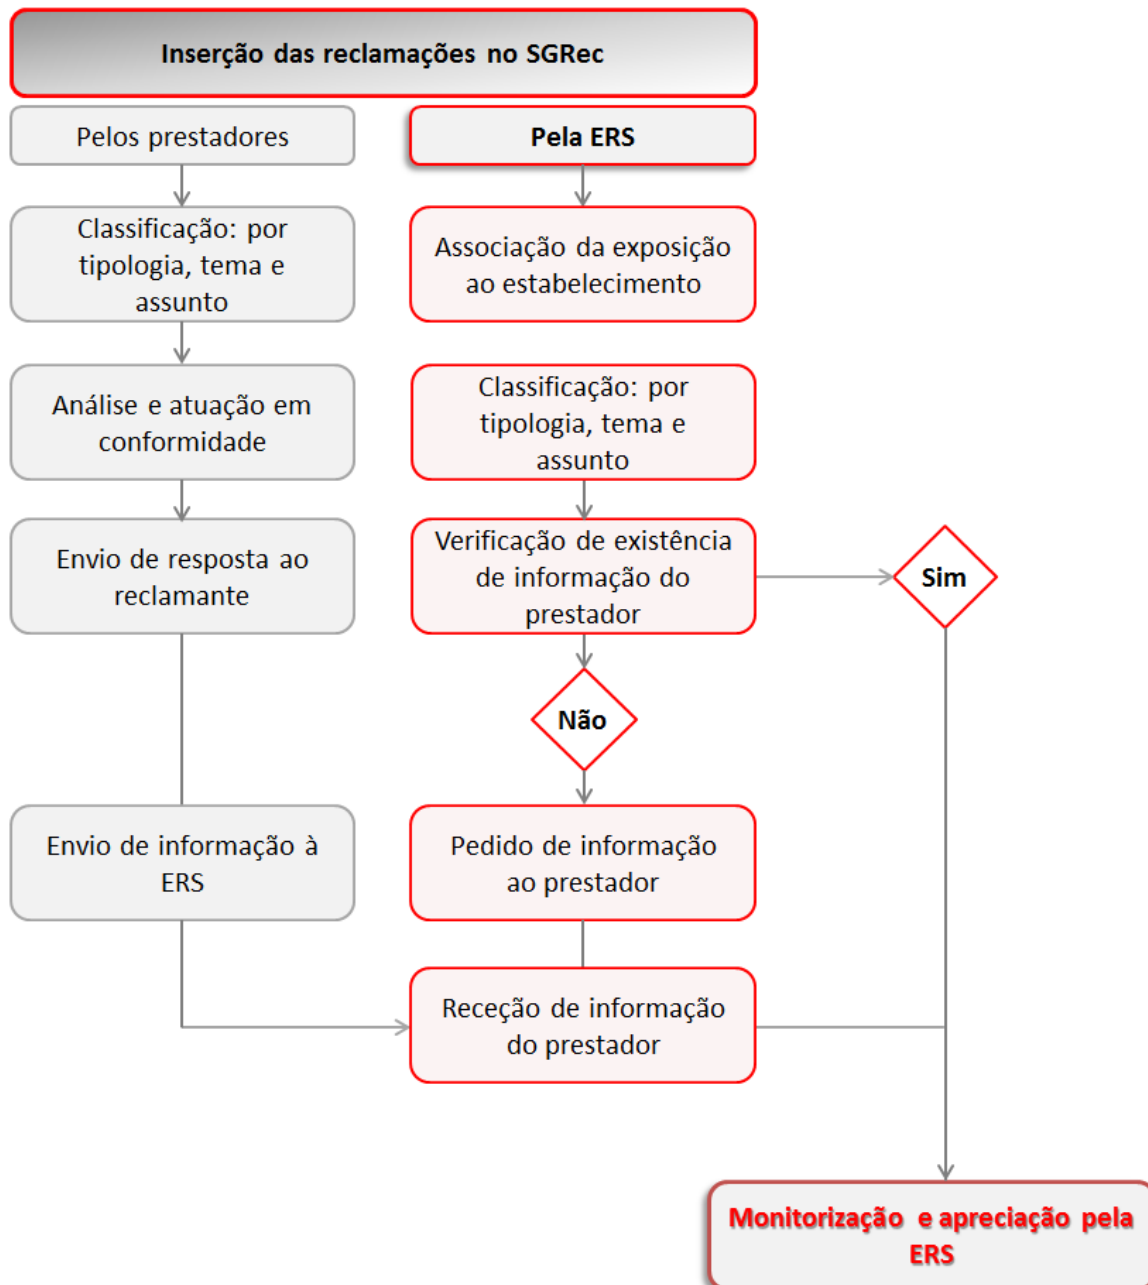 Inserção das reclamações no SGRec
Pelos prestadores
Pela ERS
Classificação: por
tipologia, tema e
assunto
Associação da exposição
ao estabelecimento
Análise e atuação em
conformidade
Classificação: por
tipologia, tema e
assunto
Envio de resposta ao
reclamante
Verificação de existência
de informação do
prestador
Sim
Não
Envio de informação à
ERS
Pedido de informação
ao prestador
Receção de informação
do prestador
Monitorização e apreciação pela
ERS